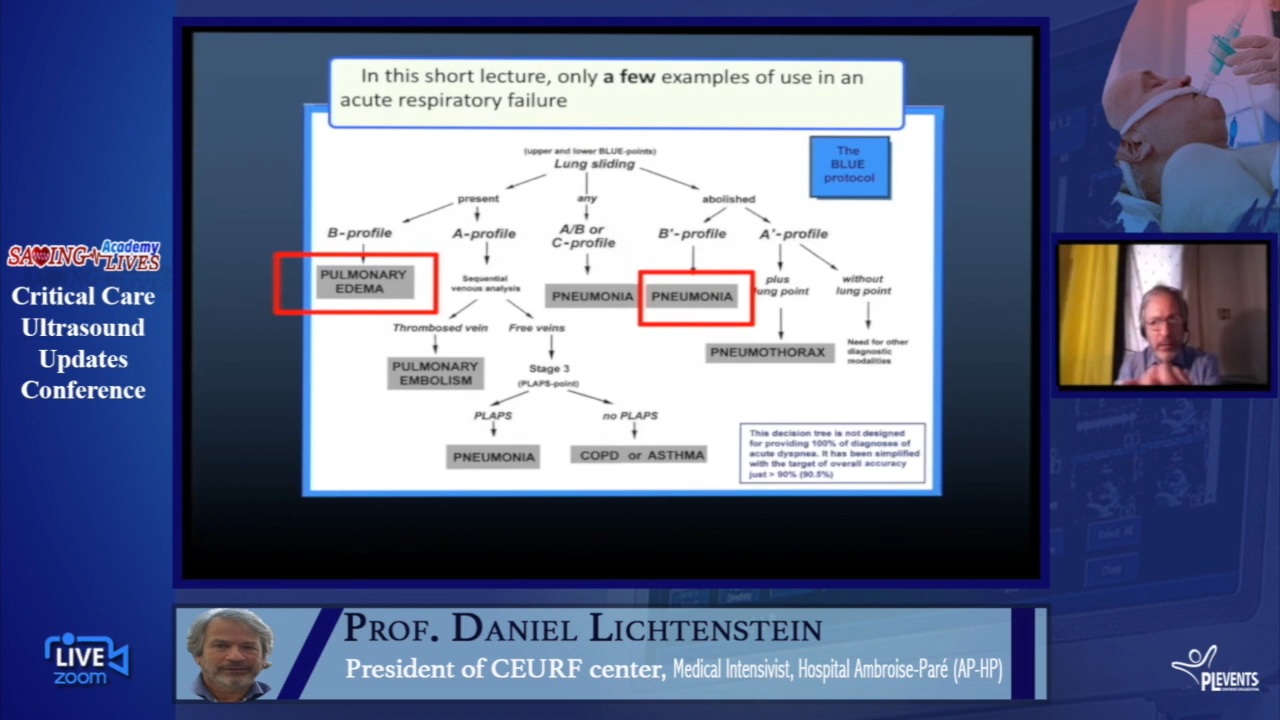 In this short lecture, only a few examples of use in an
acute respiratory failure
(upper and lower BLUE-points)
Lung sliding
The
BLUE
protocol
present
any
abolished
B-profile
A-profile
A/B or
C-profile
B'-profile
A'-profile
PULMONARY
EDEMA
Sequential
venous analysis
PNEUMONIA
PNEUMONIA
plus
lung point
without
lung point
Thrombosed vein
Free veins
PULMONARY
EMBOLISM
Stage 3
(PLAPS-point)
PNEUMOTHORAX
Need for other
diagnostic
modalities
PLAPS
no PLAPS
PNEUMONIA
COPD or ASTHMA
This decision tree is not designed
for providing 100% of diagnoses of
acute dyspnea. It has been simplified
with the target of overall accuracy
just > 90% (90.5%)
SAVING LIVES Academy
Critical Care
Ultrasound
Updates
Conference
LIVE
zoom
PROF. DANIEL LICHTENSTEIN
President of CEURF center, Medical Intensivist, Hospital Ambroise-Paré (AP-HP)
PLEVENTS